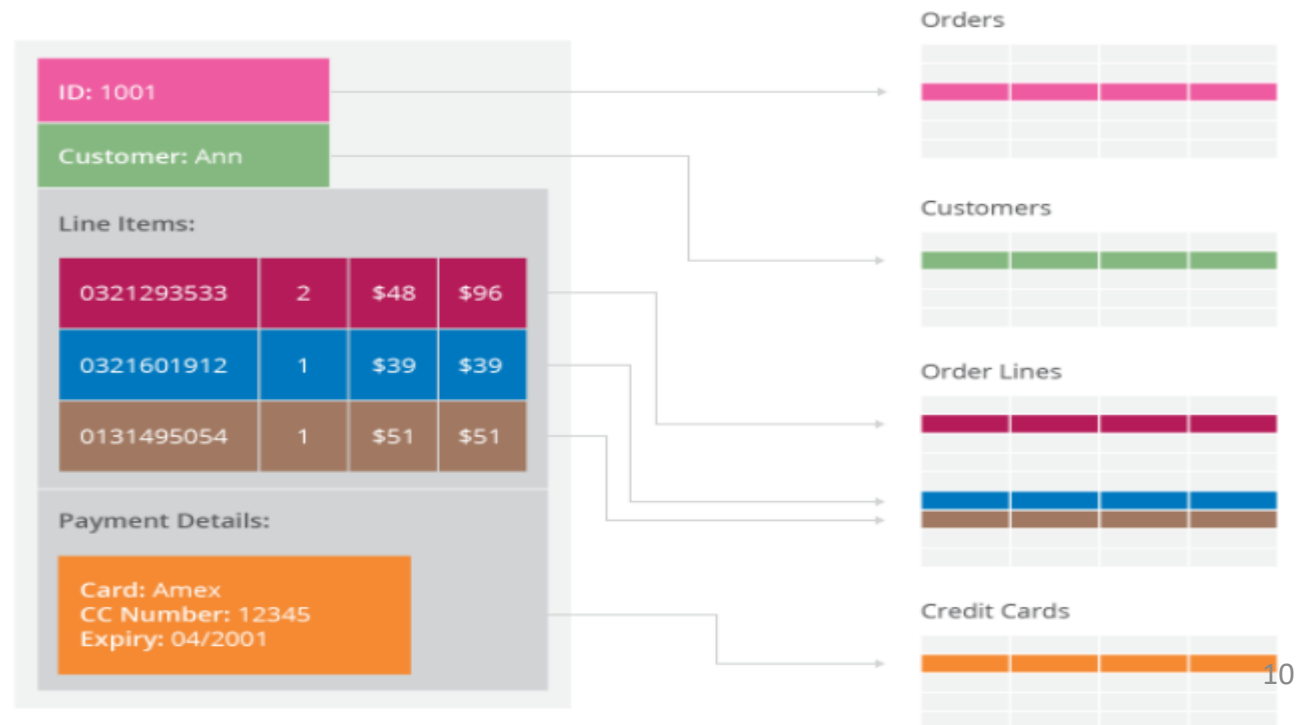 Orders
ID: 1001
Customer: Ann
Customers
Line Items:
0321293533 2 $48 $96
0321601912 1 $39 $39
0131495054 1 $51 $51
Order Lines
Payment Details:
Card: Amex
CC Number: 12345
Expiry: 04/2001
Credit Cards
10